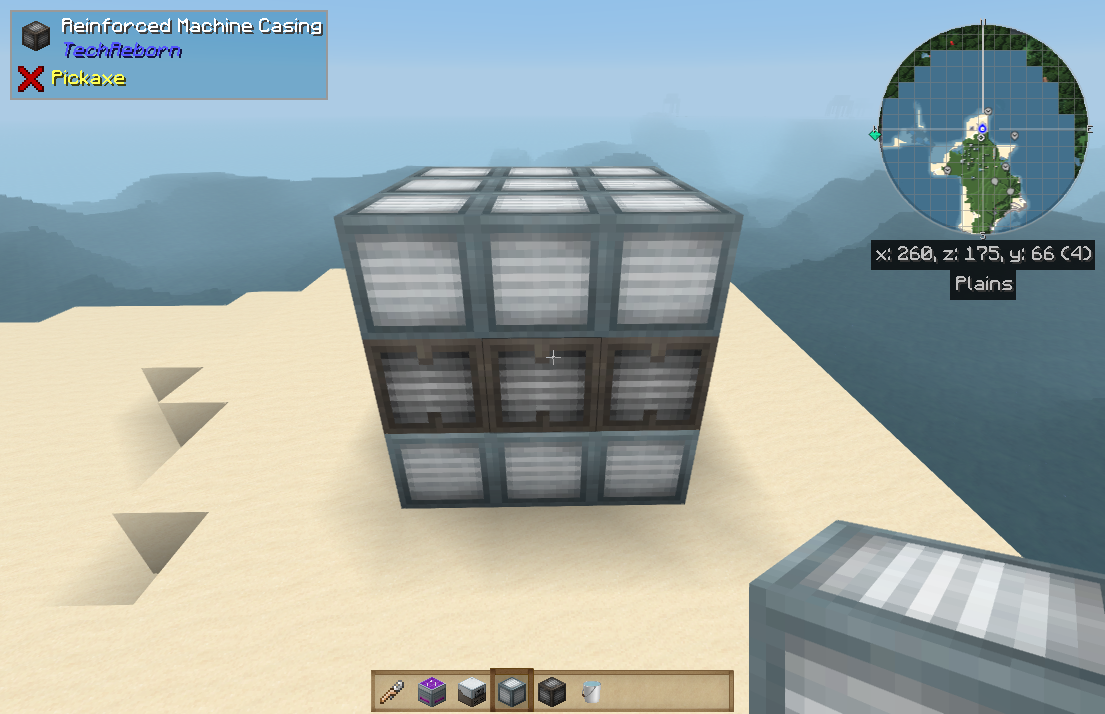 Reinforced Machine Casing
TechReborn
Pickaxe
N
W
E
S
x: 260, z: 175, y: 66 (4)
Plains